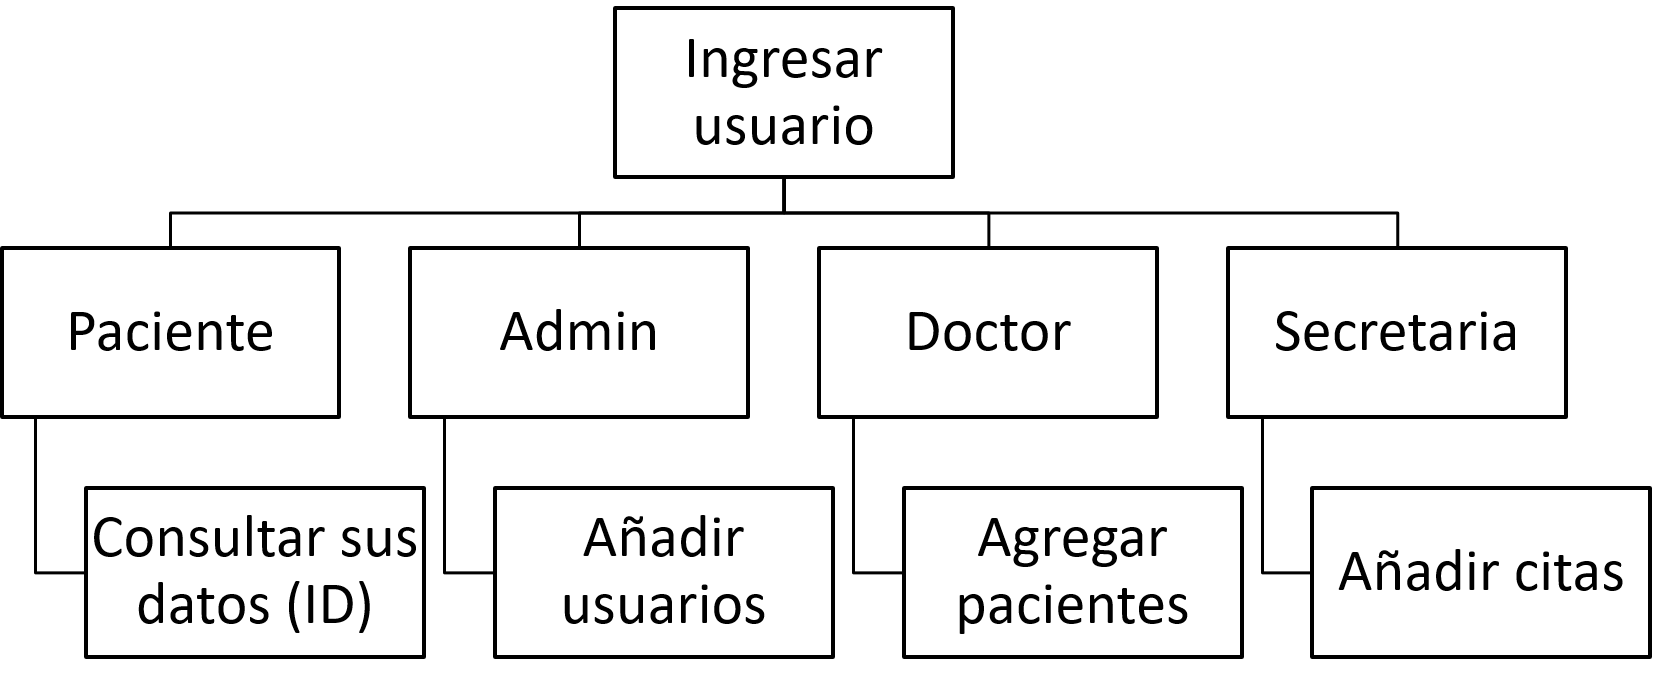 Ingresar
usuario
Paciente
Admin
Doctor
Secretaria
Consultar sus
datos (ID)
Añadir
usuarios
Agregar
pacientes
Añadir citas